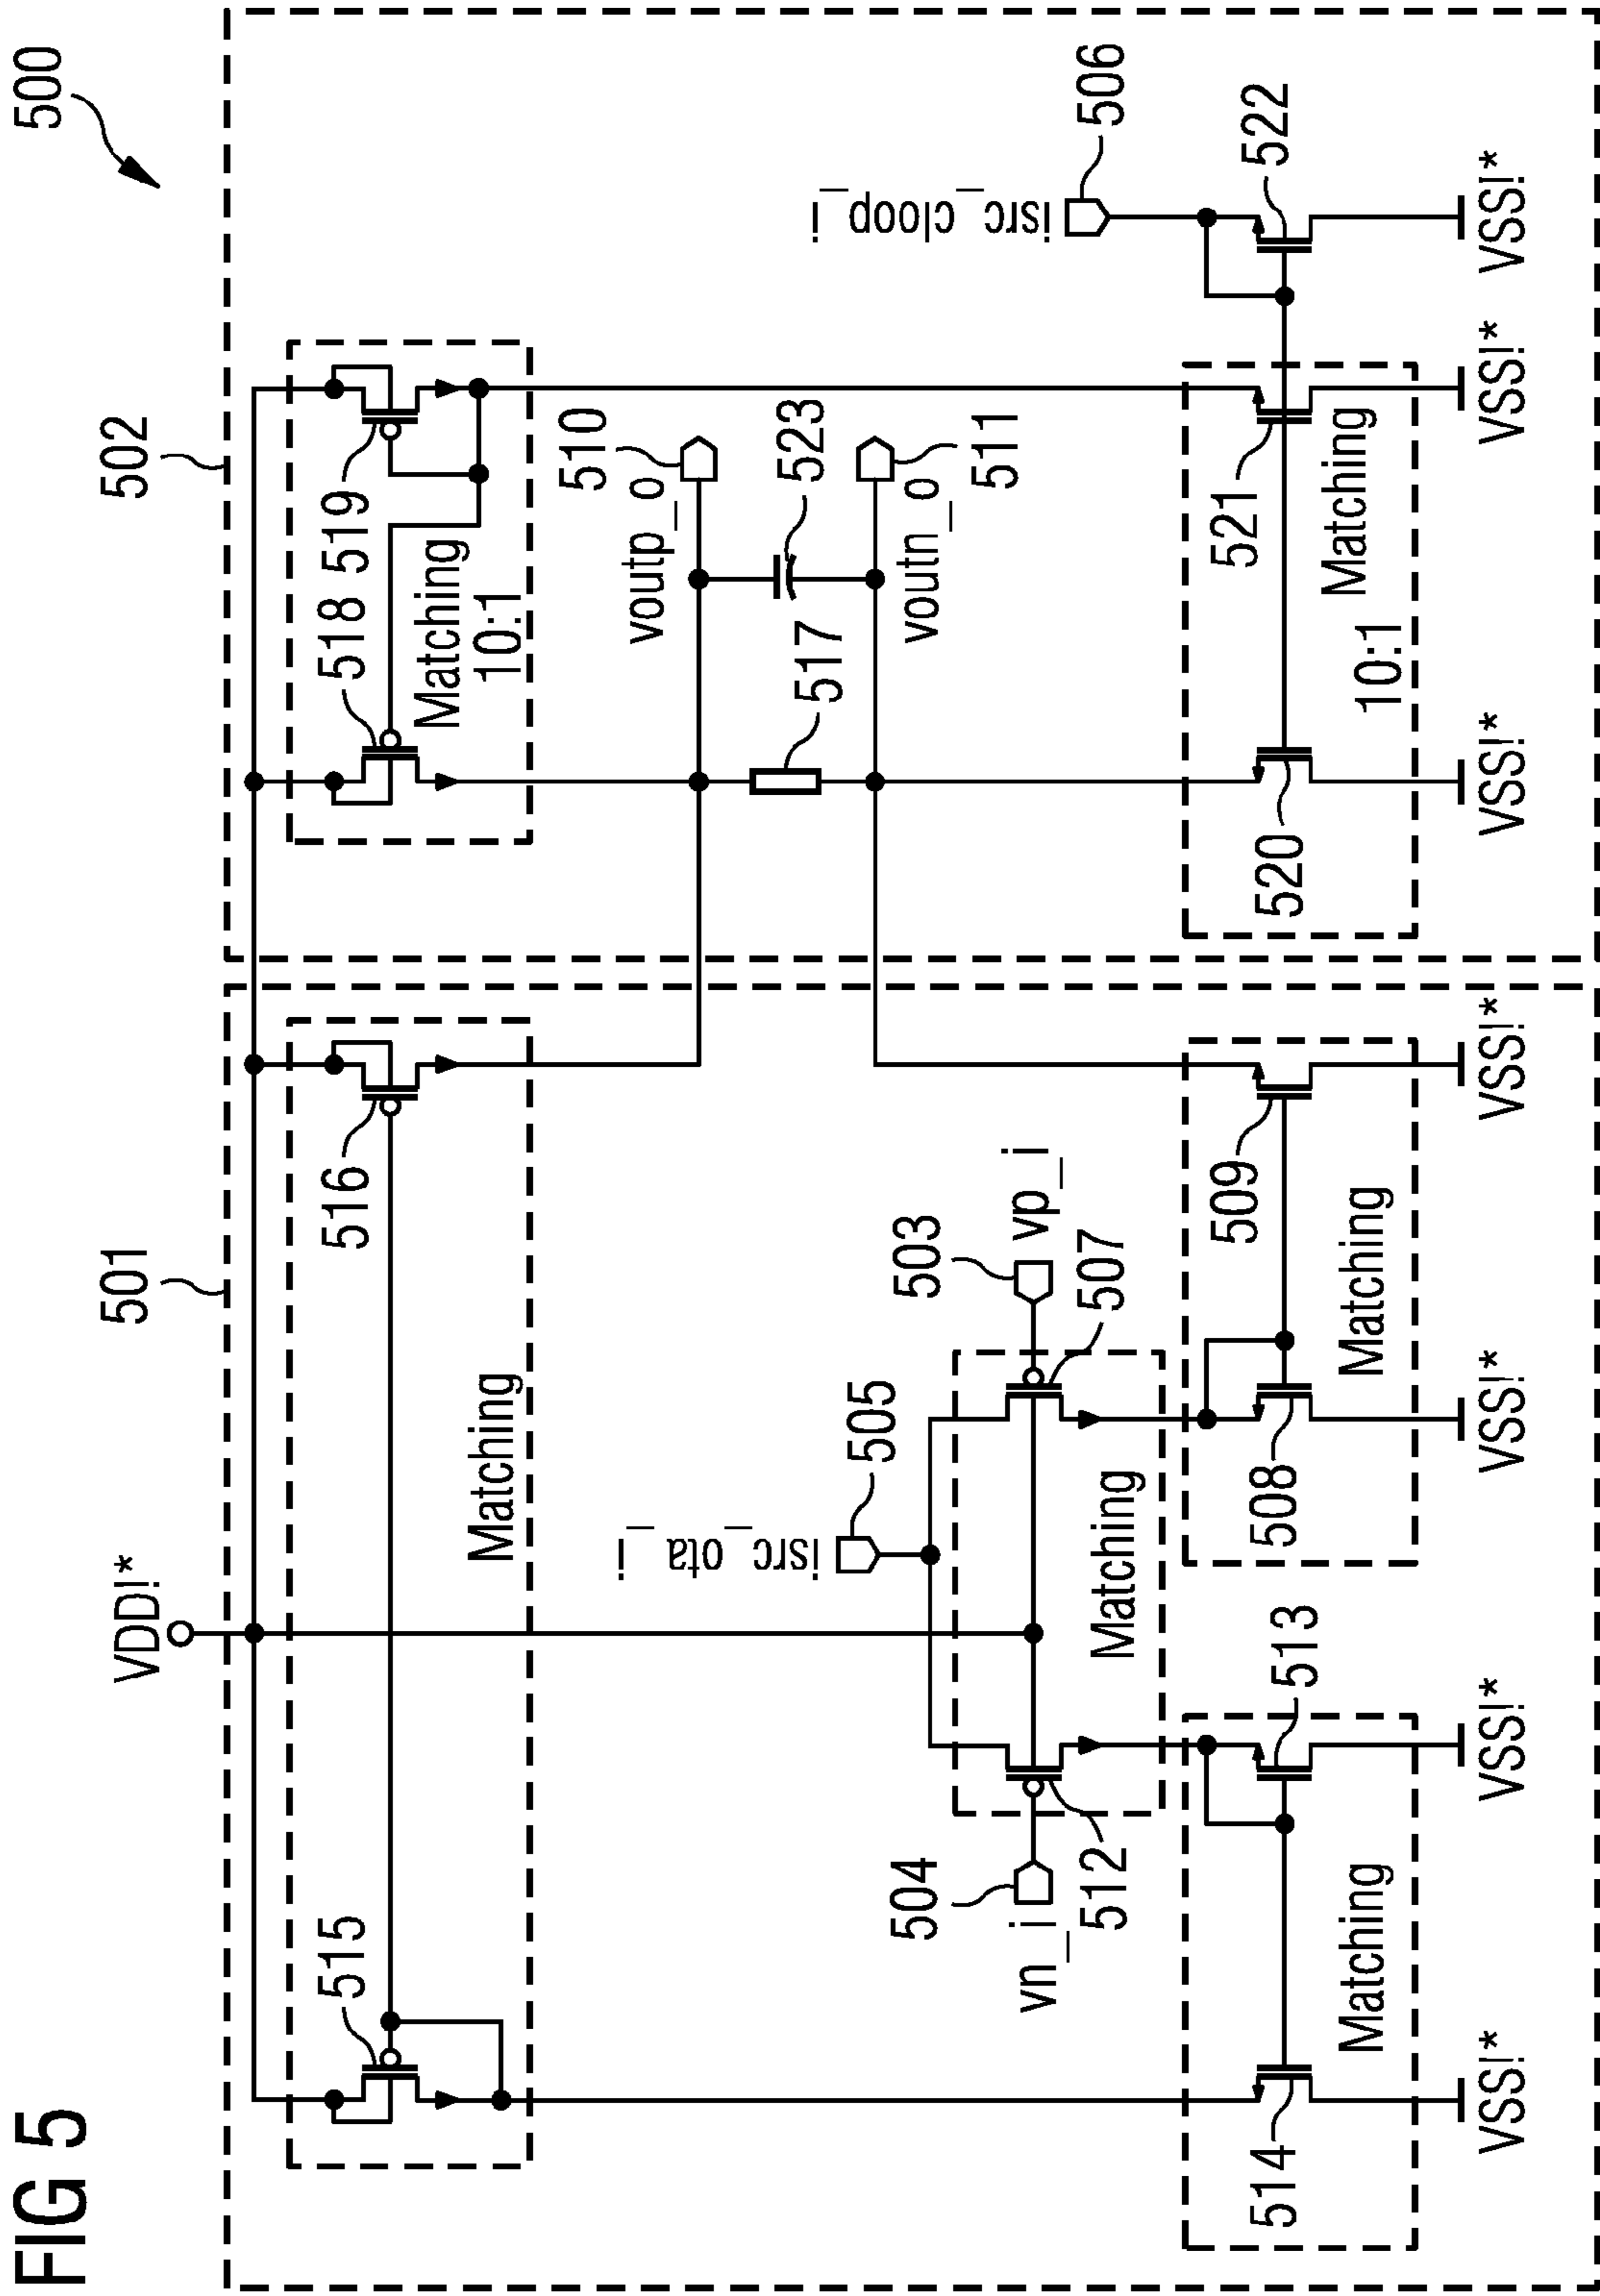 FIG 5
500
501
502
VDD!*
515
516
Matching
518
519
Matching
10:1
voutp_o
510
523
517
voutn_o
511
isrc_ota_i
505
isrc_cloop_i
506
504
vn_i
512
503
vp_i
507
Matching
514
513
Matching
508
509
Matching
520
521
Matching
10:1
522
VSS!*
VSS!*
VSS!*
VSS!*
VSS!*
VSS!*
VSS!*